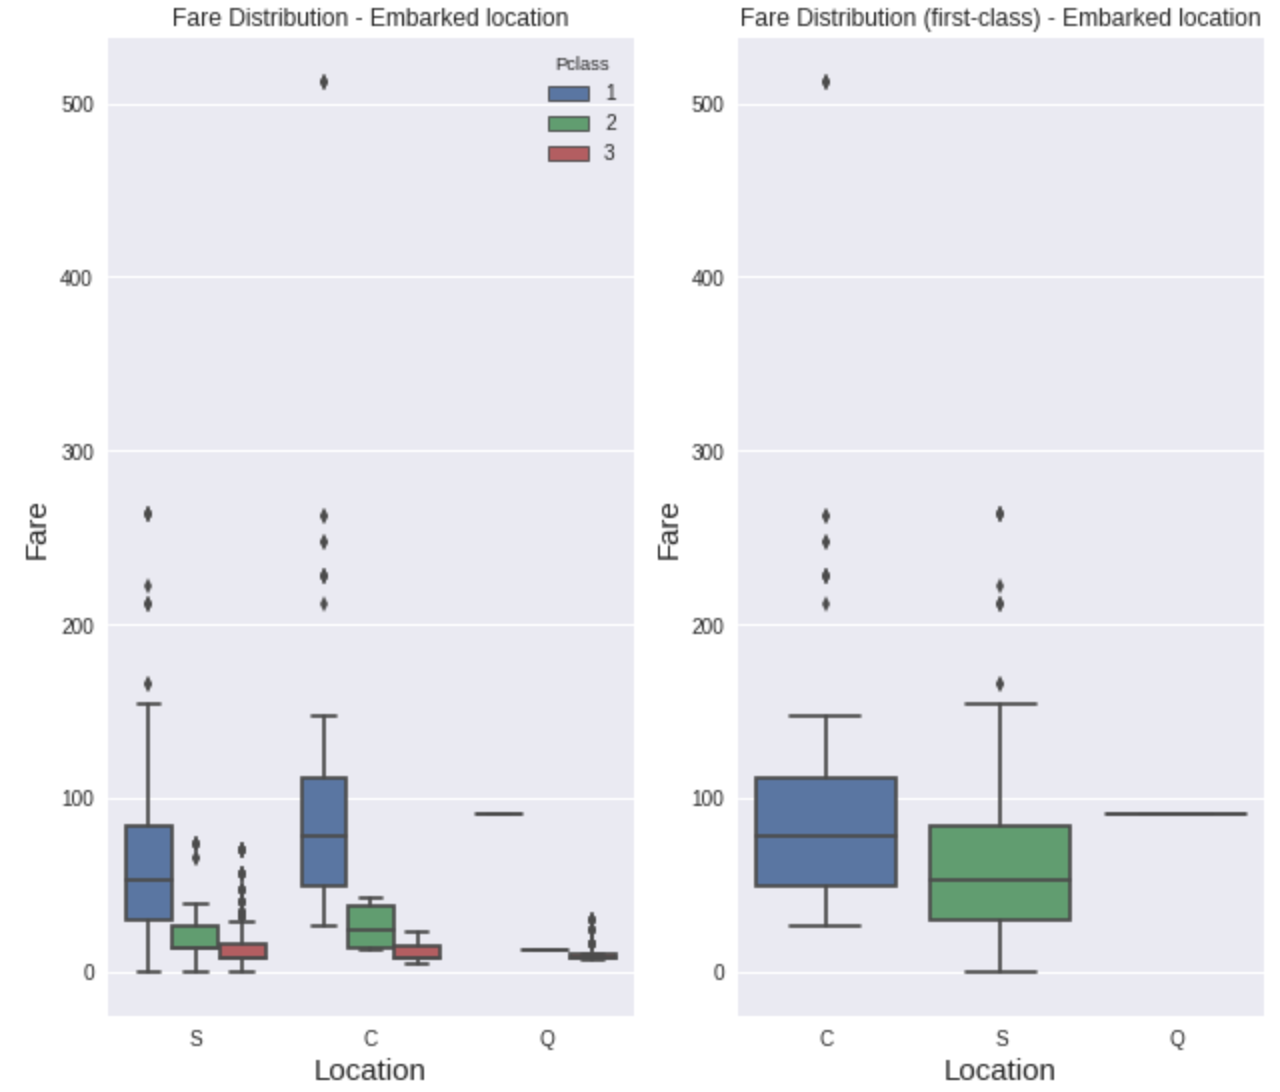 Fare Distribution - Embarked location
Pclass
1
2
3
500
400
300
200
100
0
Fare
S C Q
Location
Fare Distribution (first-class) - Embarked location
500
400
300
200
100
0
Fare
C S Q
Location